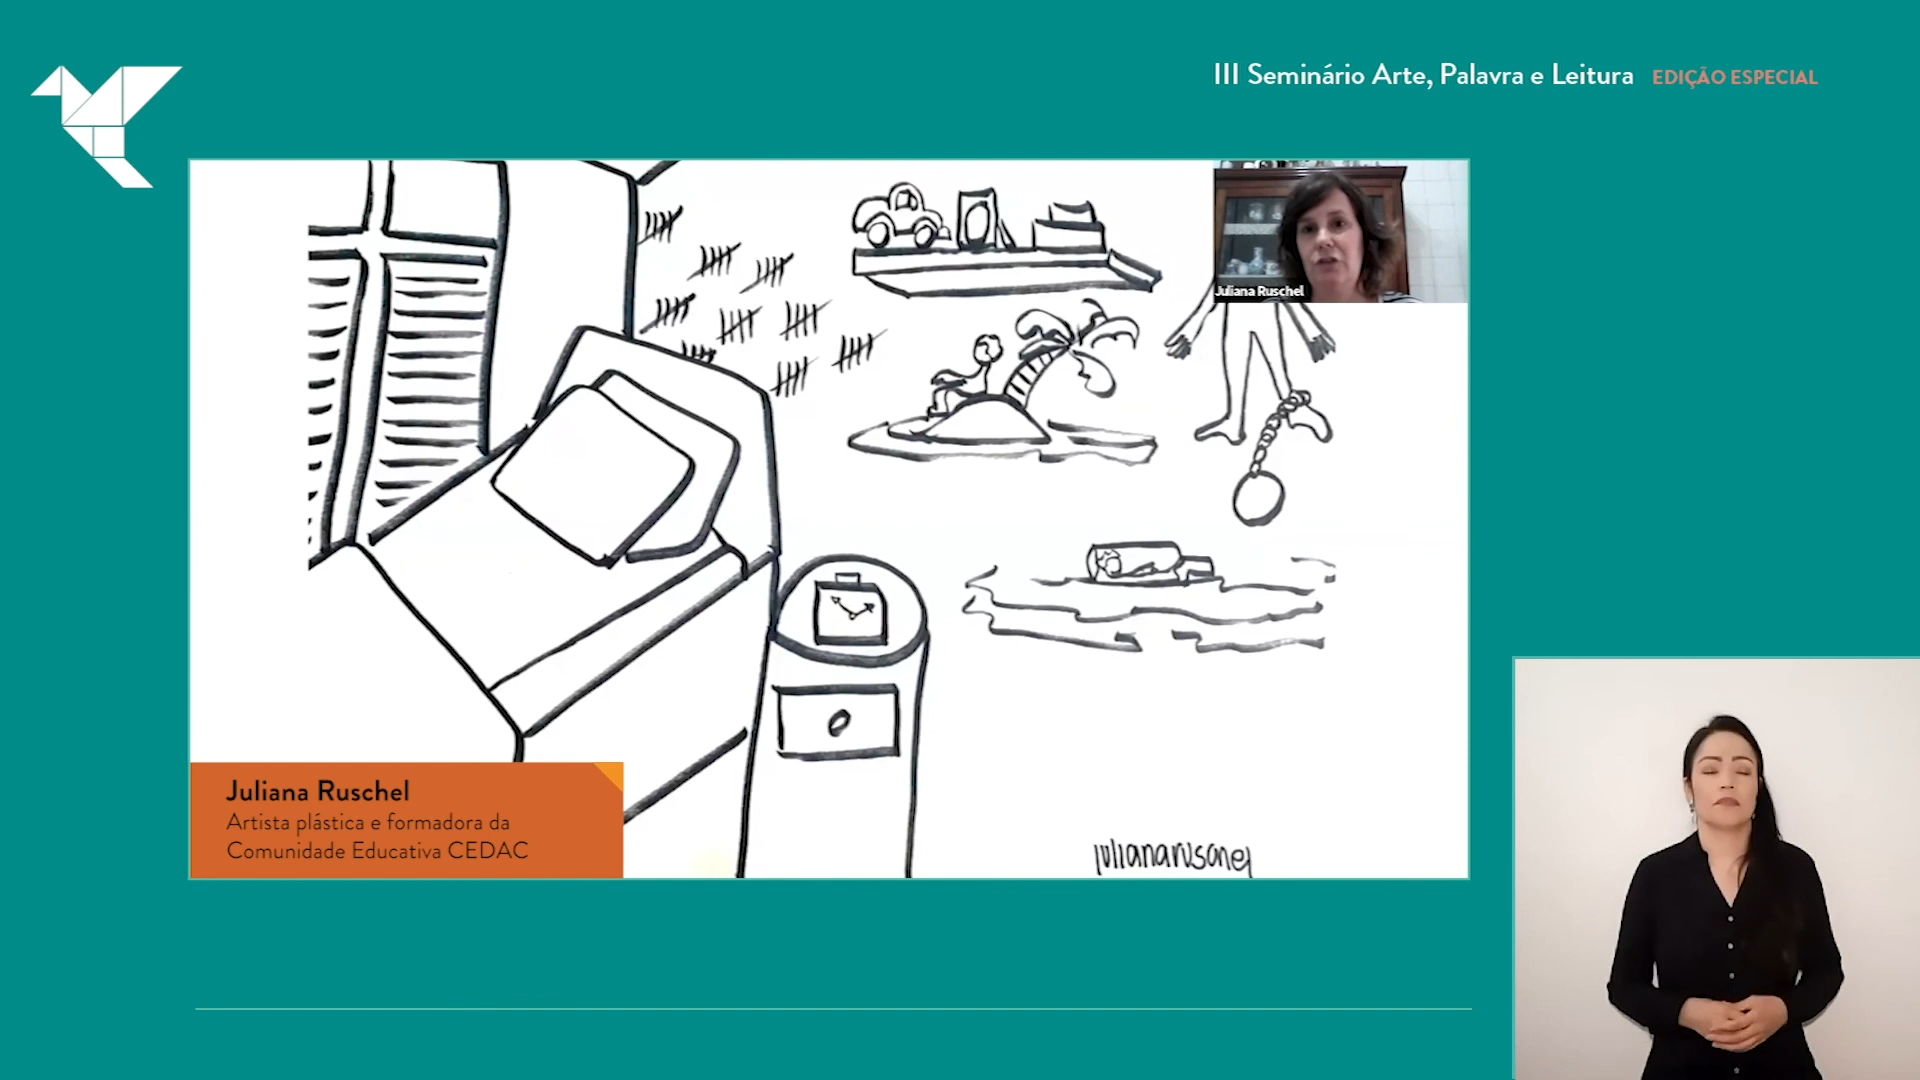 III Seminário Arte, Palavra e Leitura EDIÇÃO ESPECIAL
Juliana Ruschel
Juliana Ruschel
Artista plástica e formadora da
Comunidade Educativa CEDAC
julianaruschel